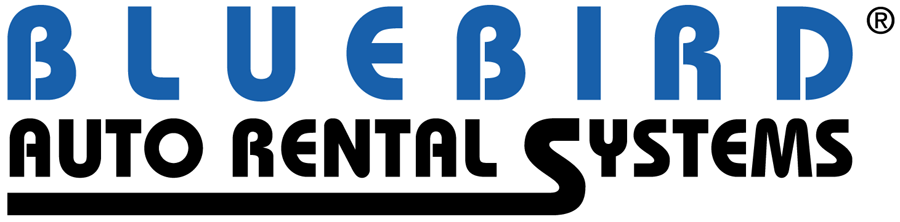 BLUEBIRD®
AUTO RENTAL SYSTEMS